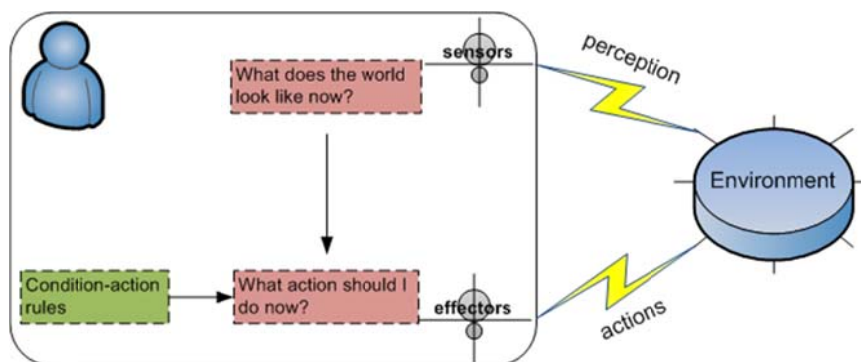 sensors
What does the world
look like now?
perception
Environment
Condition-action
rules
What action should I
do now?
effectors
actions